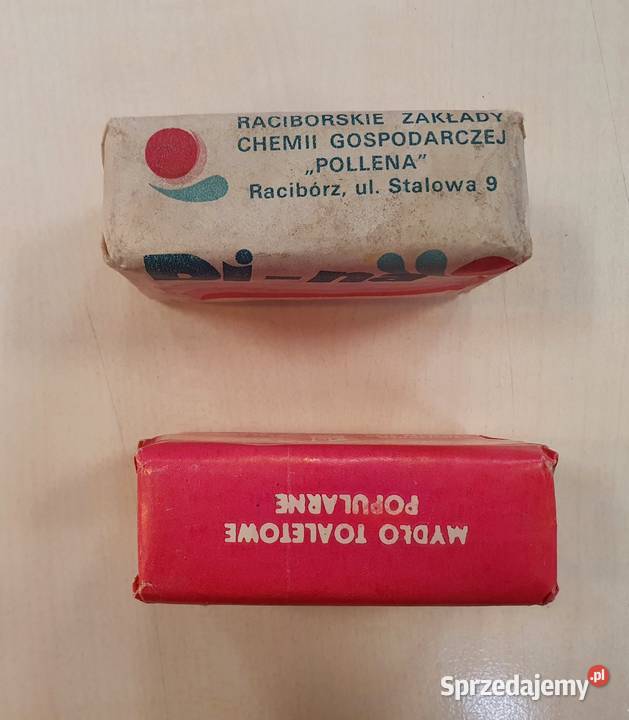 RACIBORSKIE ZAKŁADY
CHEMII GOSPODARCZEJ
„POLLENA”
Racibórz, ul. Stalowa 9
MYDŁO TOALETOWE
POPULARNE
Sprzedajemy.pl